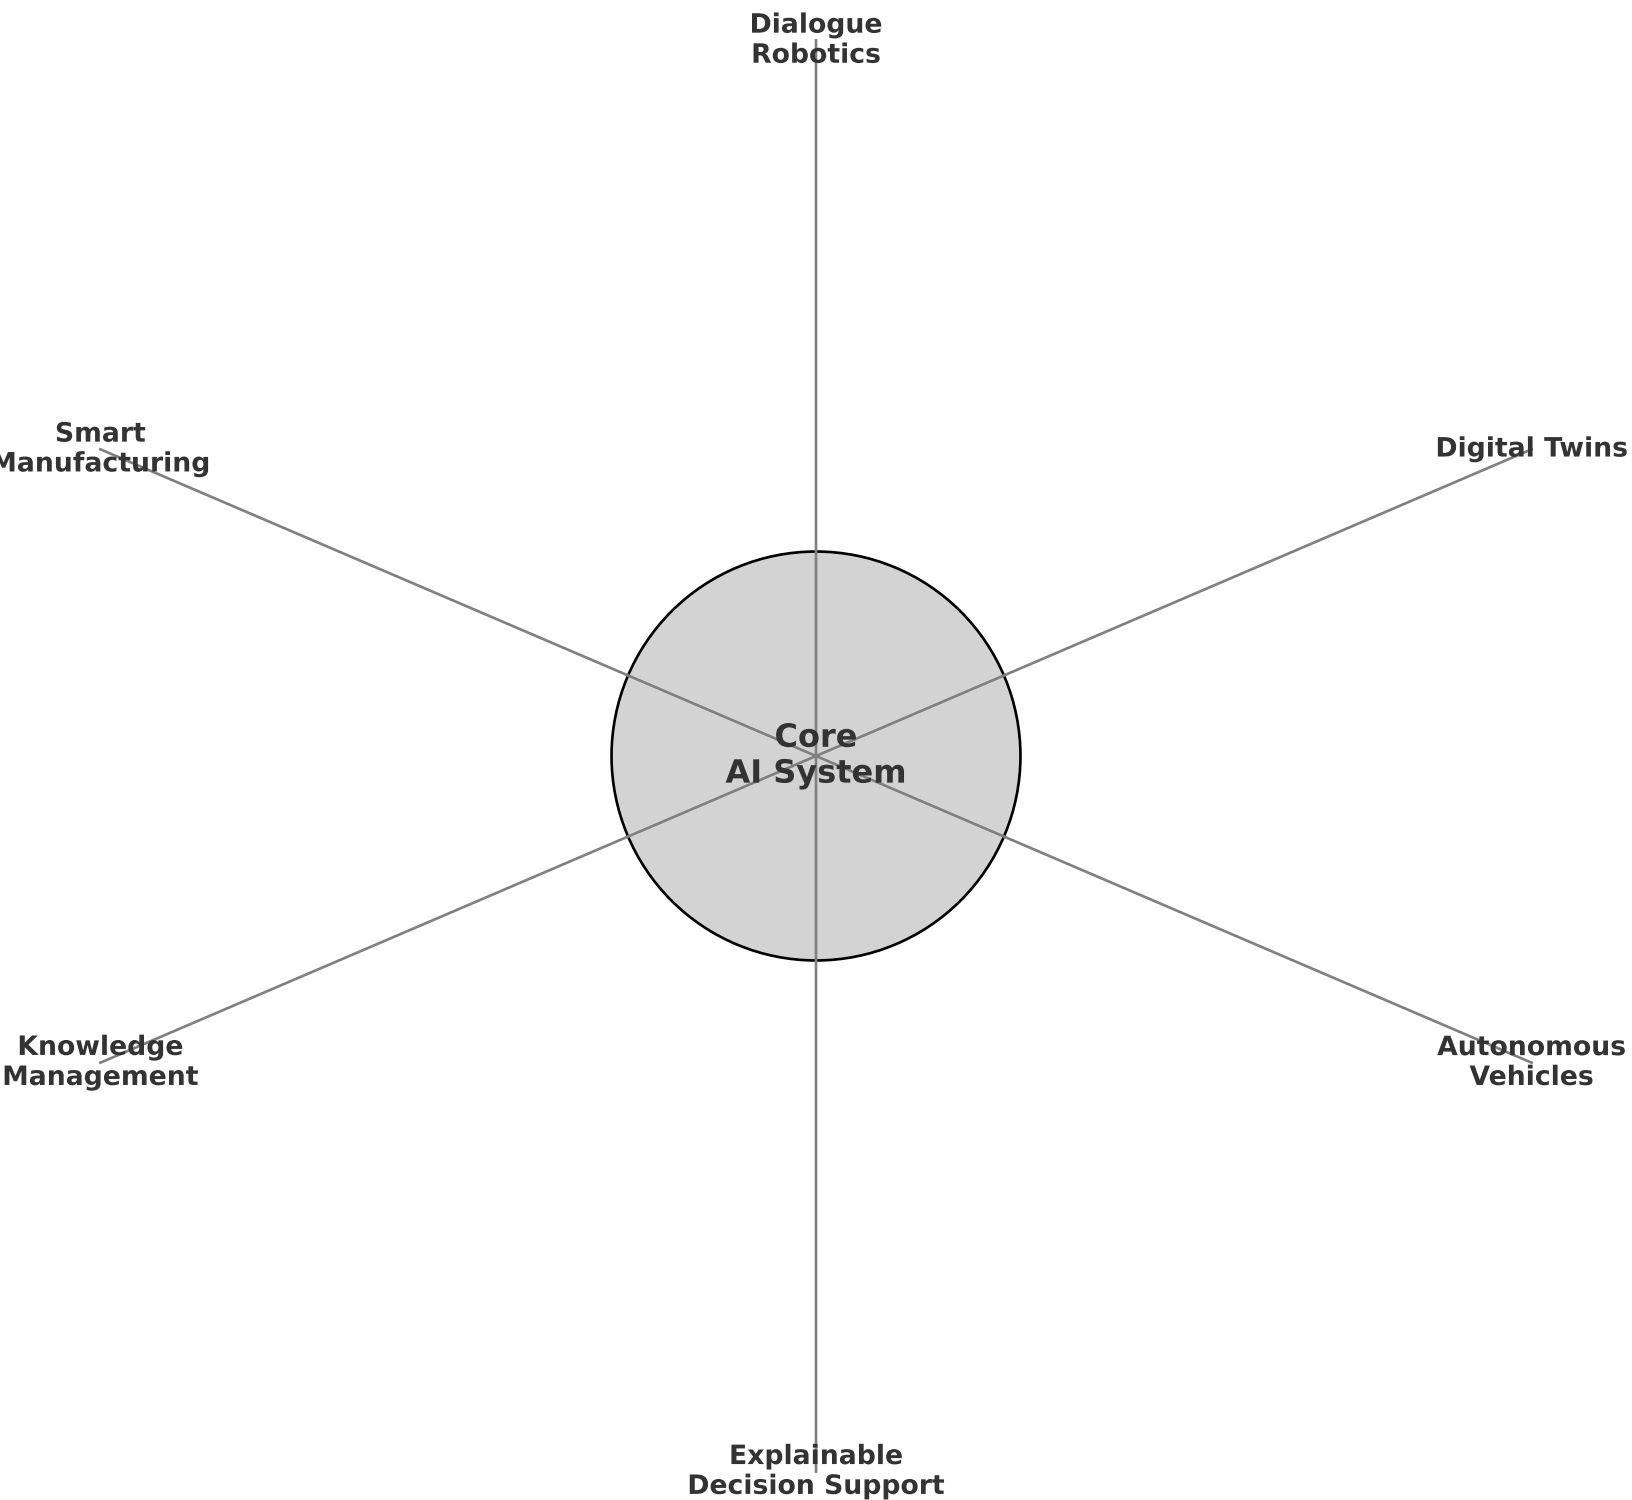 Dialogue
Robotics
Smart
Manufacturing
Digital Twins
Core
AI System
Knowledge
Management
Autonomous
Vehicles
Explainable
Decision Support